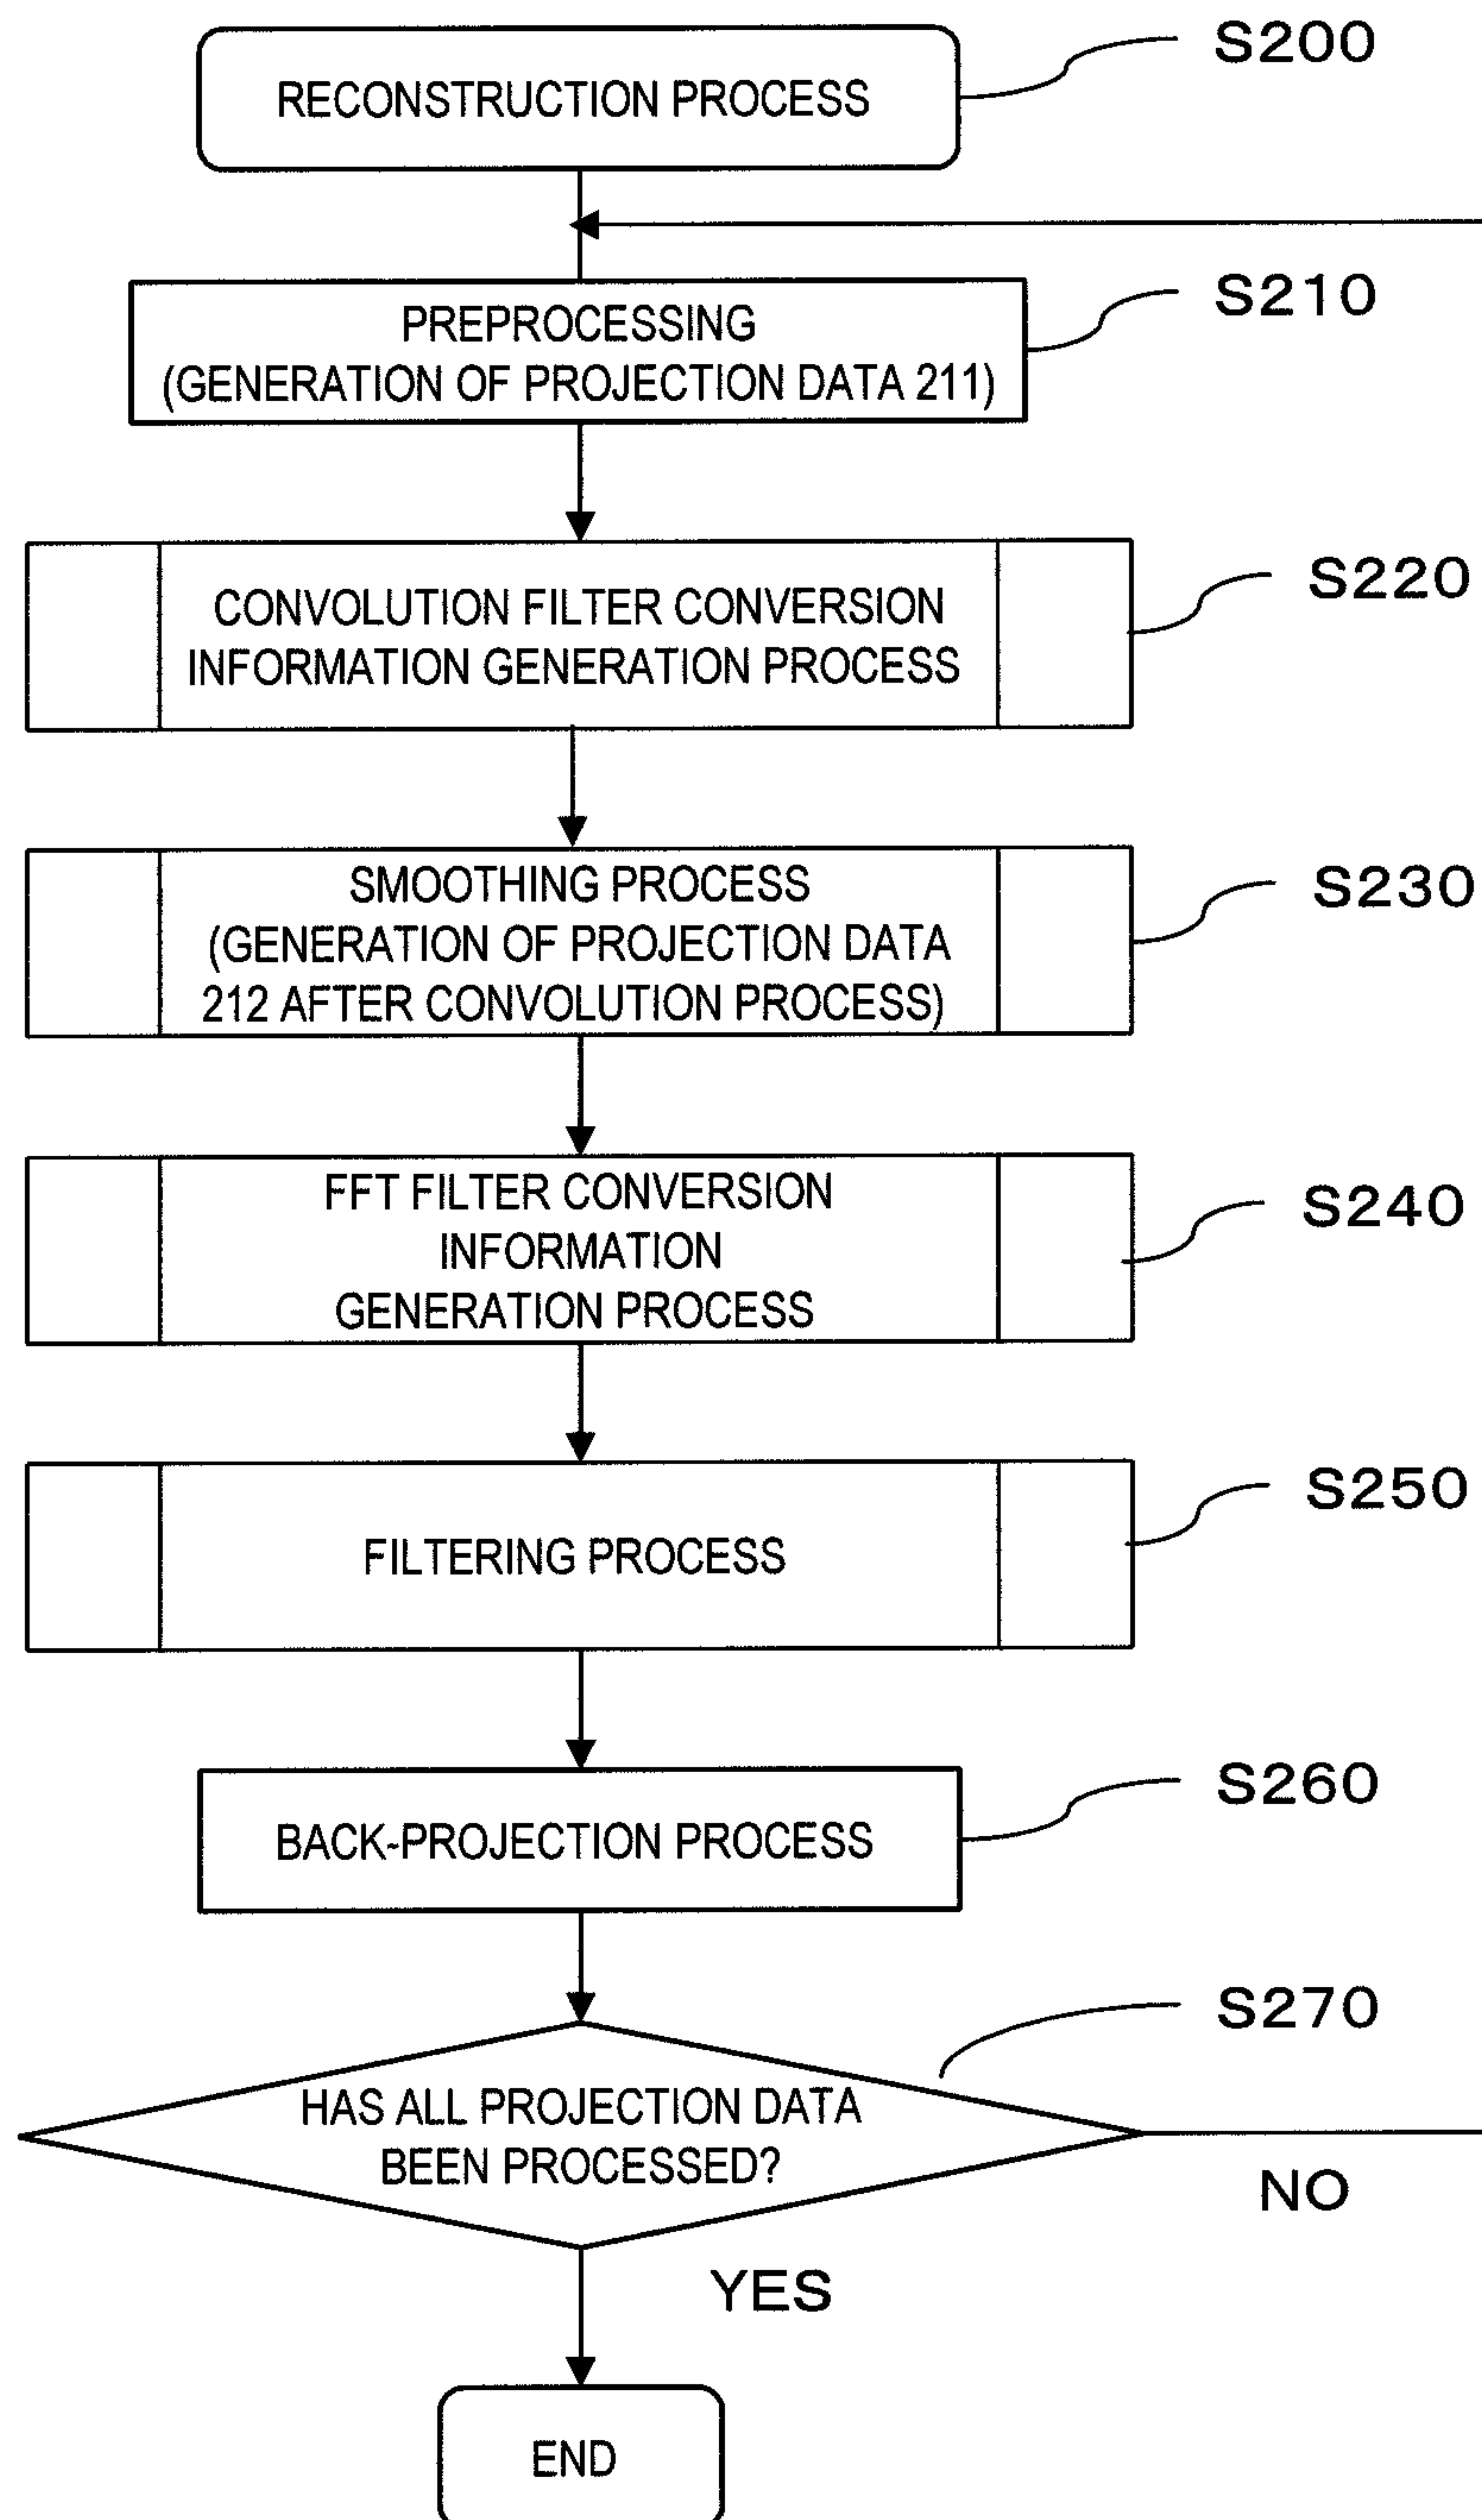 RECONSTRUCTION PROCESS
S200
PREPROCESSING
(GENERATION OF PROJECTION DATA 211)
S210
CONVOLUTION FILTER CONVERSION
INFORMATION GENERATION PROCESS
S220
SMOOTHING PROCESS
(GENERATION OF PROJECTION DATA
212 AFTER CONVOLUTION PROCESS)
S230
FFT FILTER CONVERSION
INFORMATION
GENERATION PROCESS
S240
FILTERING PROCESS
S250
BACK-PROJECTION PROCESS
S260
HAS ALL PROJECTION DATA
BEEN PROCESSED?
S270
NO
YES
END